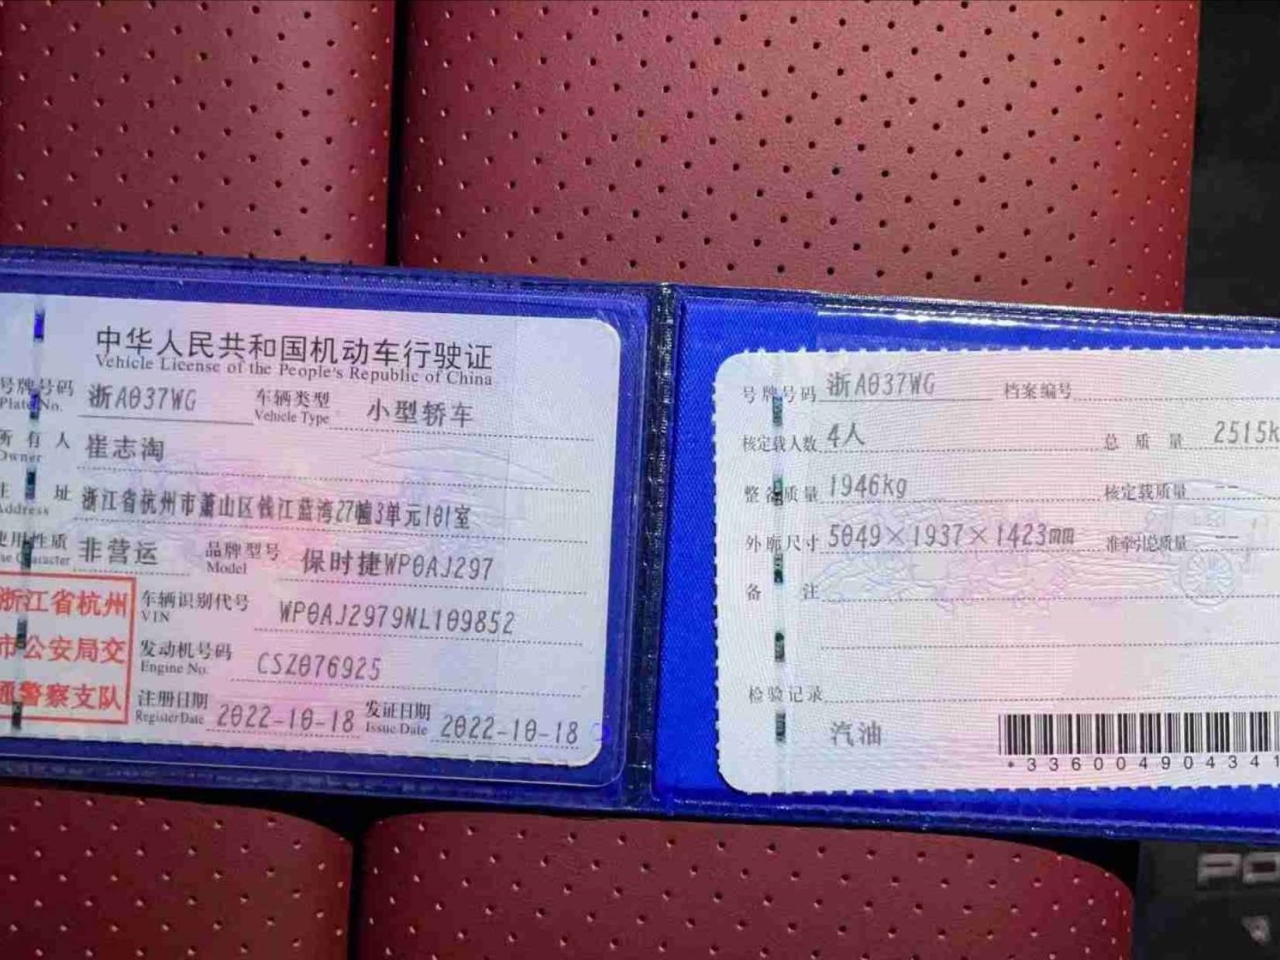 中华人民共和国机动车行驶证
Vehicle License of the People's Republic of China
号牌号码 浙A037WG 车辆类型 小型轿车
Plate No. Vehicle Type
所有人 崔志淘
Owner
住址 浙江省杭州市萧山区钱江蓝湾27幢3单元101室
Address
使用性质 非营运 品牌型号 保时捷WP0AJ297
Use Character Model
浙江省杭州
市公安局交
通警察支队
车辆识别代号 WP0AJ2979NL109852
VIN
发动机号码 CSZ076925
Engine No.
注册日期 2022-10-18 发证日期 2022-10-18
Register Date Issue Date
号牌号码 浙A037WG 档案编号
核定载人数 4人 总质量 2515k
整备质量 1946kg 核定载质量 --
外廓尺寸 5049×1937×1423mm 准牵引总质量 --
备注
检验记录
汽油
*336004904341
PO